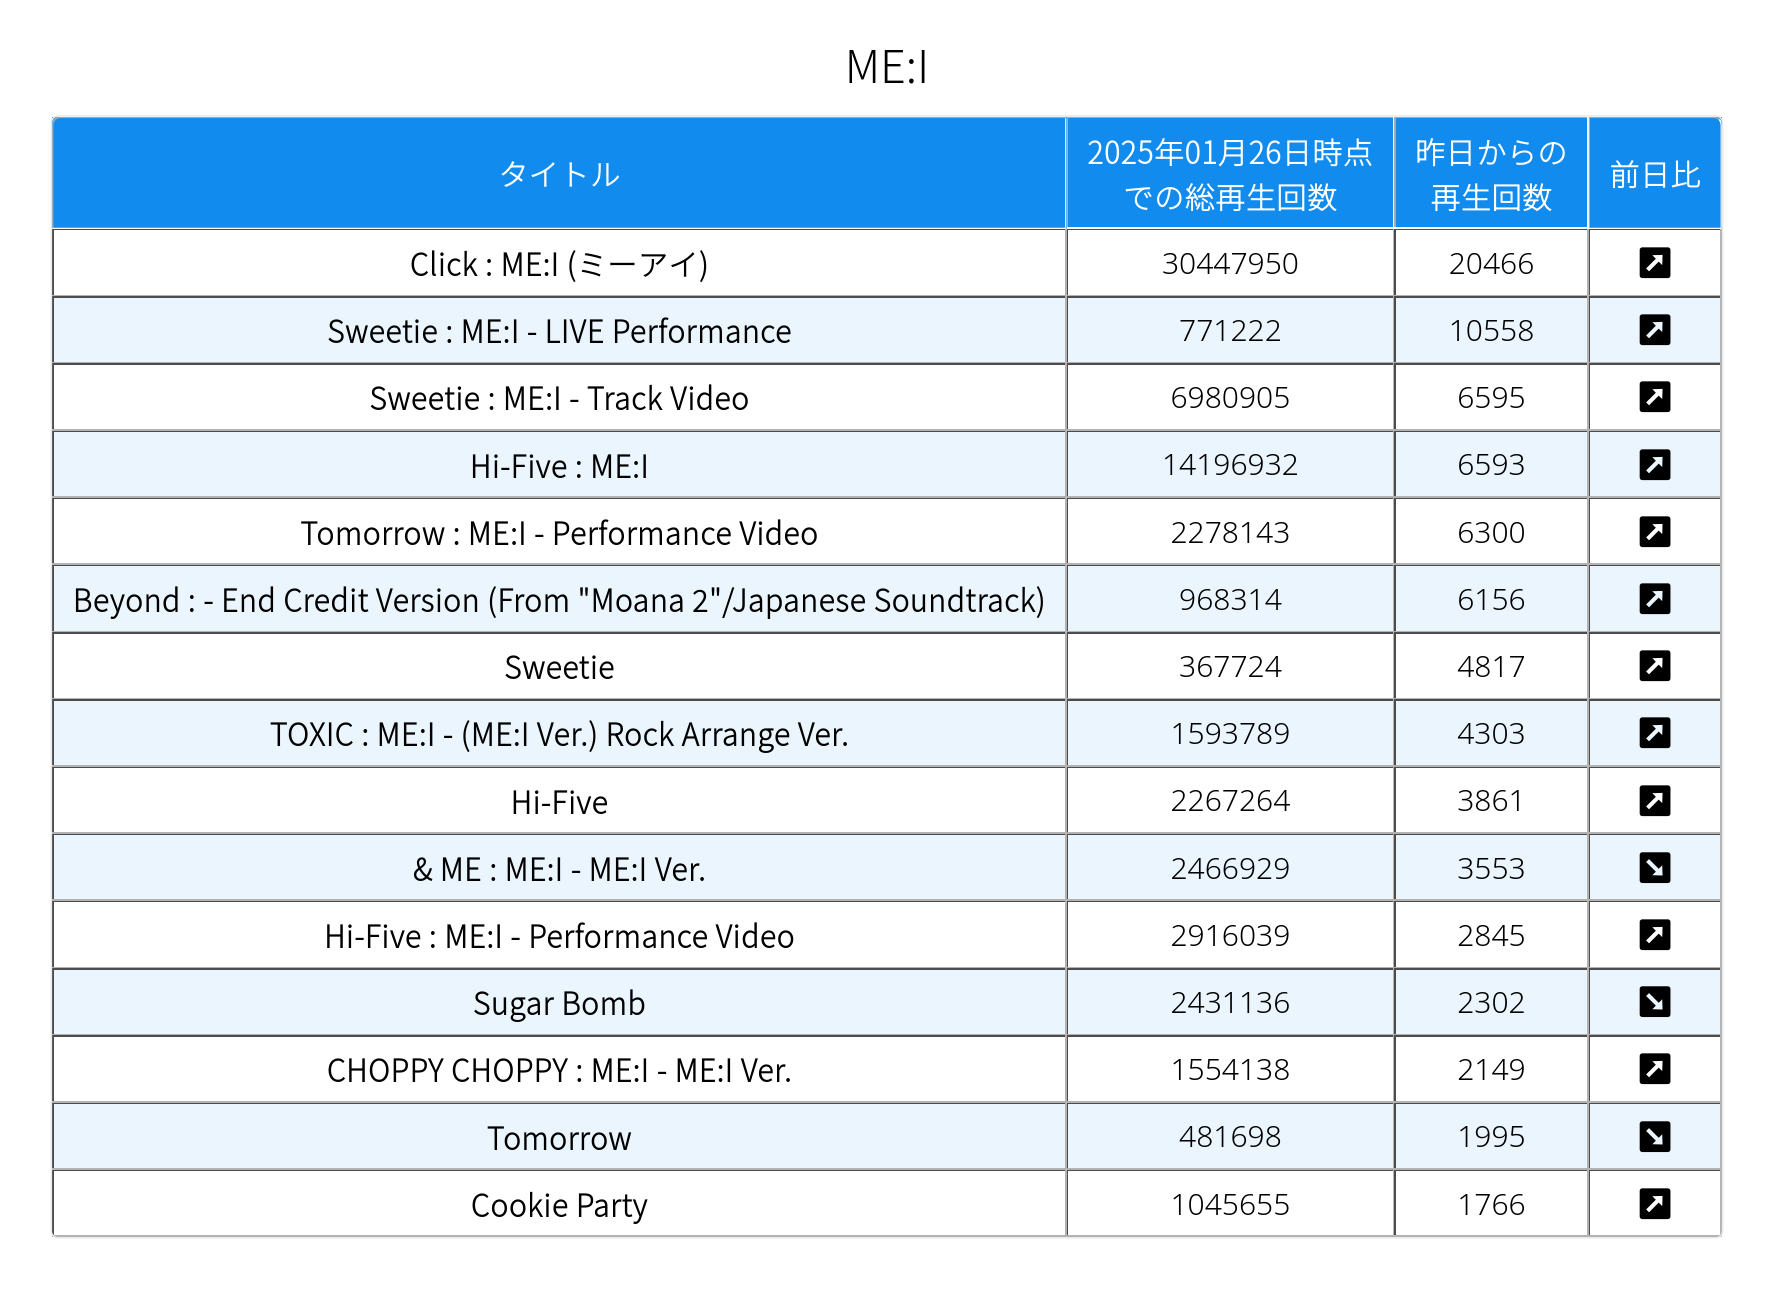 ME:I
タイトル 2025年01月26日時点 昨日からの 前日比
での総再生回数 再生回数
Click : ME:I (ミーアイ) 30447950 20466 ↗
Sweetie : ME:I - LIVE Performance 771222 10558 ↗
Sweetie : ME:I - Track Video 6980905 6595 ↗
Hi-Five : ME:I 14196932 6593 ↗
Tomorrow : ME:I - Performance Video 2278143 6300 ↗
Beyond : - End Credit Version (From "Moana 2"/Japanese Soundtrack) 968314 6156 ↗
Sweetie 367724 4817 ↗
TOXIC : ME:I - (ME:I Ver.) Rock Arrange Ver. 1593789 4303 ↗
Hi-Five 2267264 3861 ↗
& ME : ME:I - ME:I Ver. 2466929 3553 ↘
Hi-Five : ME:I - Performance Video 2916039 2845 ↗
Sugar Bomb 2431136 2302 ↘
CHOPPY CHOPPY : ME:I - ME:I Ver. 1554138 2149 ↗
Tomorrow 481698 1995 ↘
Cookie Party 1045655 1766 ↗